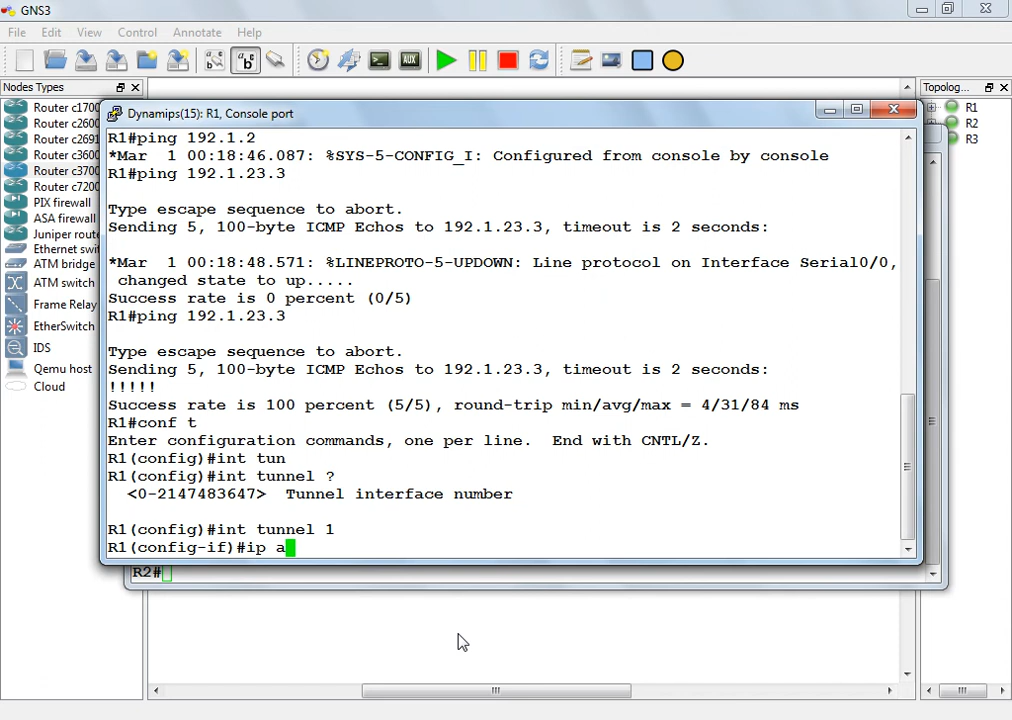 GNS3
File Edit View Control Annotate Help
Nodes Types
Topolog...
Router c1700
Router c2600
Router c2691
Router c3600
Router c3700
Router c7200
PIX firewall
ASA firewall
Juniper route
Ethernet swit
ATM bridge
ATM switch
Frame Relay
EtherSwitch
IDS
Qemu host
Cloud
R1
R2
R3
Dynamips(15): R1, Console port
R1#ping 192.1.2
*Mar  1 00:18:46.087: %SYS-5-CONFIG_I: Configured from console by console
R1#ping 192.1.23.3
Type escape sequence to abort.
Sending 5, 100-byte ICMP Echos to 192.1.23.3, timeout is 2 seconds:
*Mar  1 00:18:48.571: %LINEPROTO-5-UPDOWN: Line protocol on Interface Serial0/0,
changed state to up.....
Success rate is 0 percent (0/5)
R1#ping 192.1.23.3
Type escape sequence to abort.
Sending 5, 100-byte ICMP Echos to 192.1.23.3, timeout is 2 seconds:
!!!!!
Success rate is 100 percent (5/5), round-trip min/avg/max = 4/31/84 ms
R1#conf t
Enter configuration commands, one per line.  End with CNTL/Z.
R1(config)#int tun
R1(config)#int tunnel ?
<0-2147483647>  Tunnel interface number
R1(config)#int tunnel 1
R1(config-if)#ip a
R2#